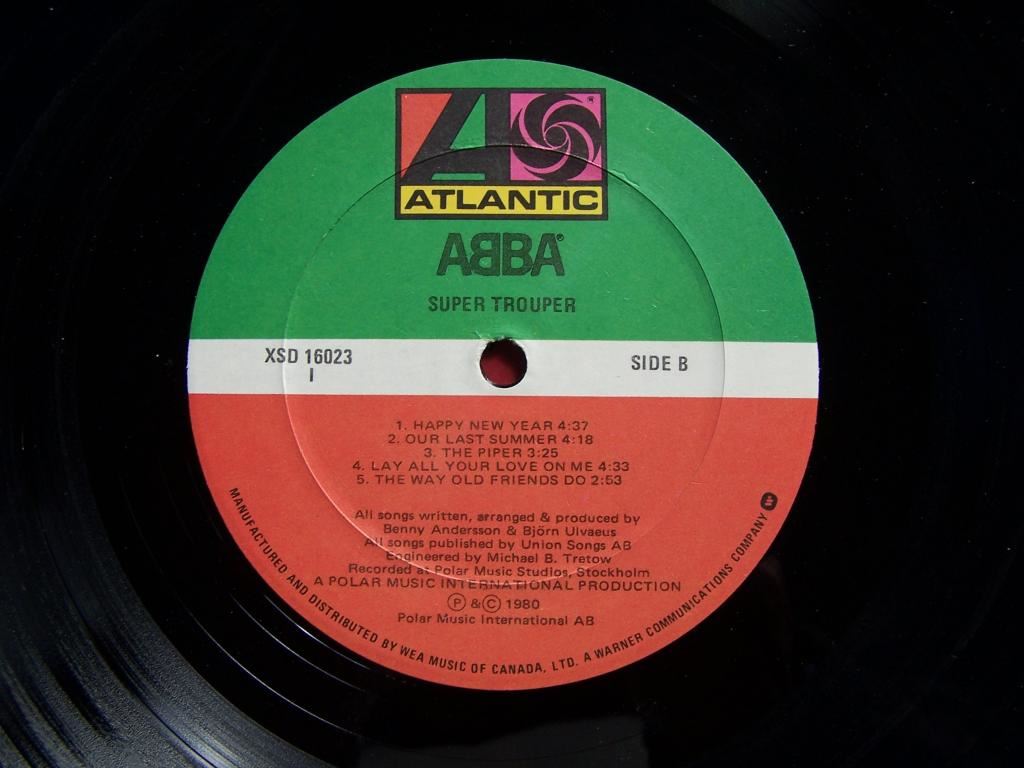 ATLANTIC
ABBA®
SUPER TROUPER
XSD 16023
I
SIDE B
1. HAPPY NEW YEAR 4:37
2. OUR LAST SUMMER 4:18
3. THE PIPER 3:25
4. LAY ALL YOUR LOVE ON ME 4:33
5. THE WAY OLD FRIENDS DO 2:53
All songs written, arranged & produced by
Benny Andersson & Björn Ulvaeus
All songs published by Union Songs AB
Engineered by Michael B. Tretow
Recorded at Polar Music Studios, Stockholm
A POLAR MUSIC INTERNATIONAL PRODUCTION
Ⓟ & © 1980
Polar Music International AB
MANUFACTURED AND DISTRIBUTED BY WEA MUSIC OF CANADA, LTD. A WARNER COMMUNICATIONS COMPANY